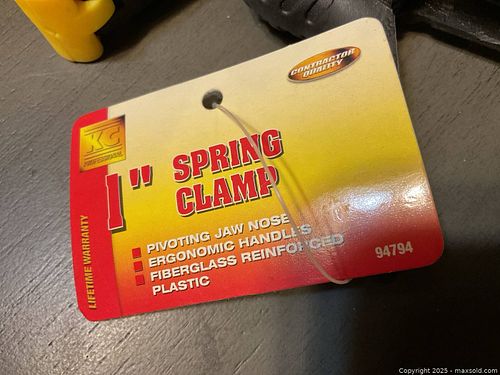 CONTRACTOR
QUALITY
KC
PROFESSIONAL
1" SPRING
CLAMP
PIVOTING JAW NOSE
ERGONOMIC HANDLES
FIBERGLASS REINFORCED
PLASTIC
94794
LIFETIME WARRANTY
Copyright 2025 - maxsold.com